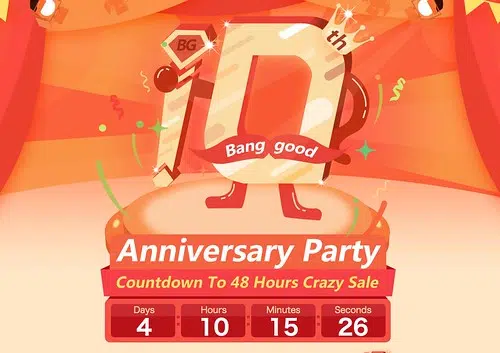 BG
10th
Bang good
Anniversary Party
Countdown To 48 Hours Crazy Sale
Days Hours Minutes Seconds
4 10 15 26